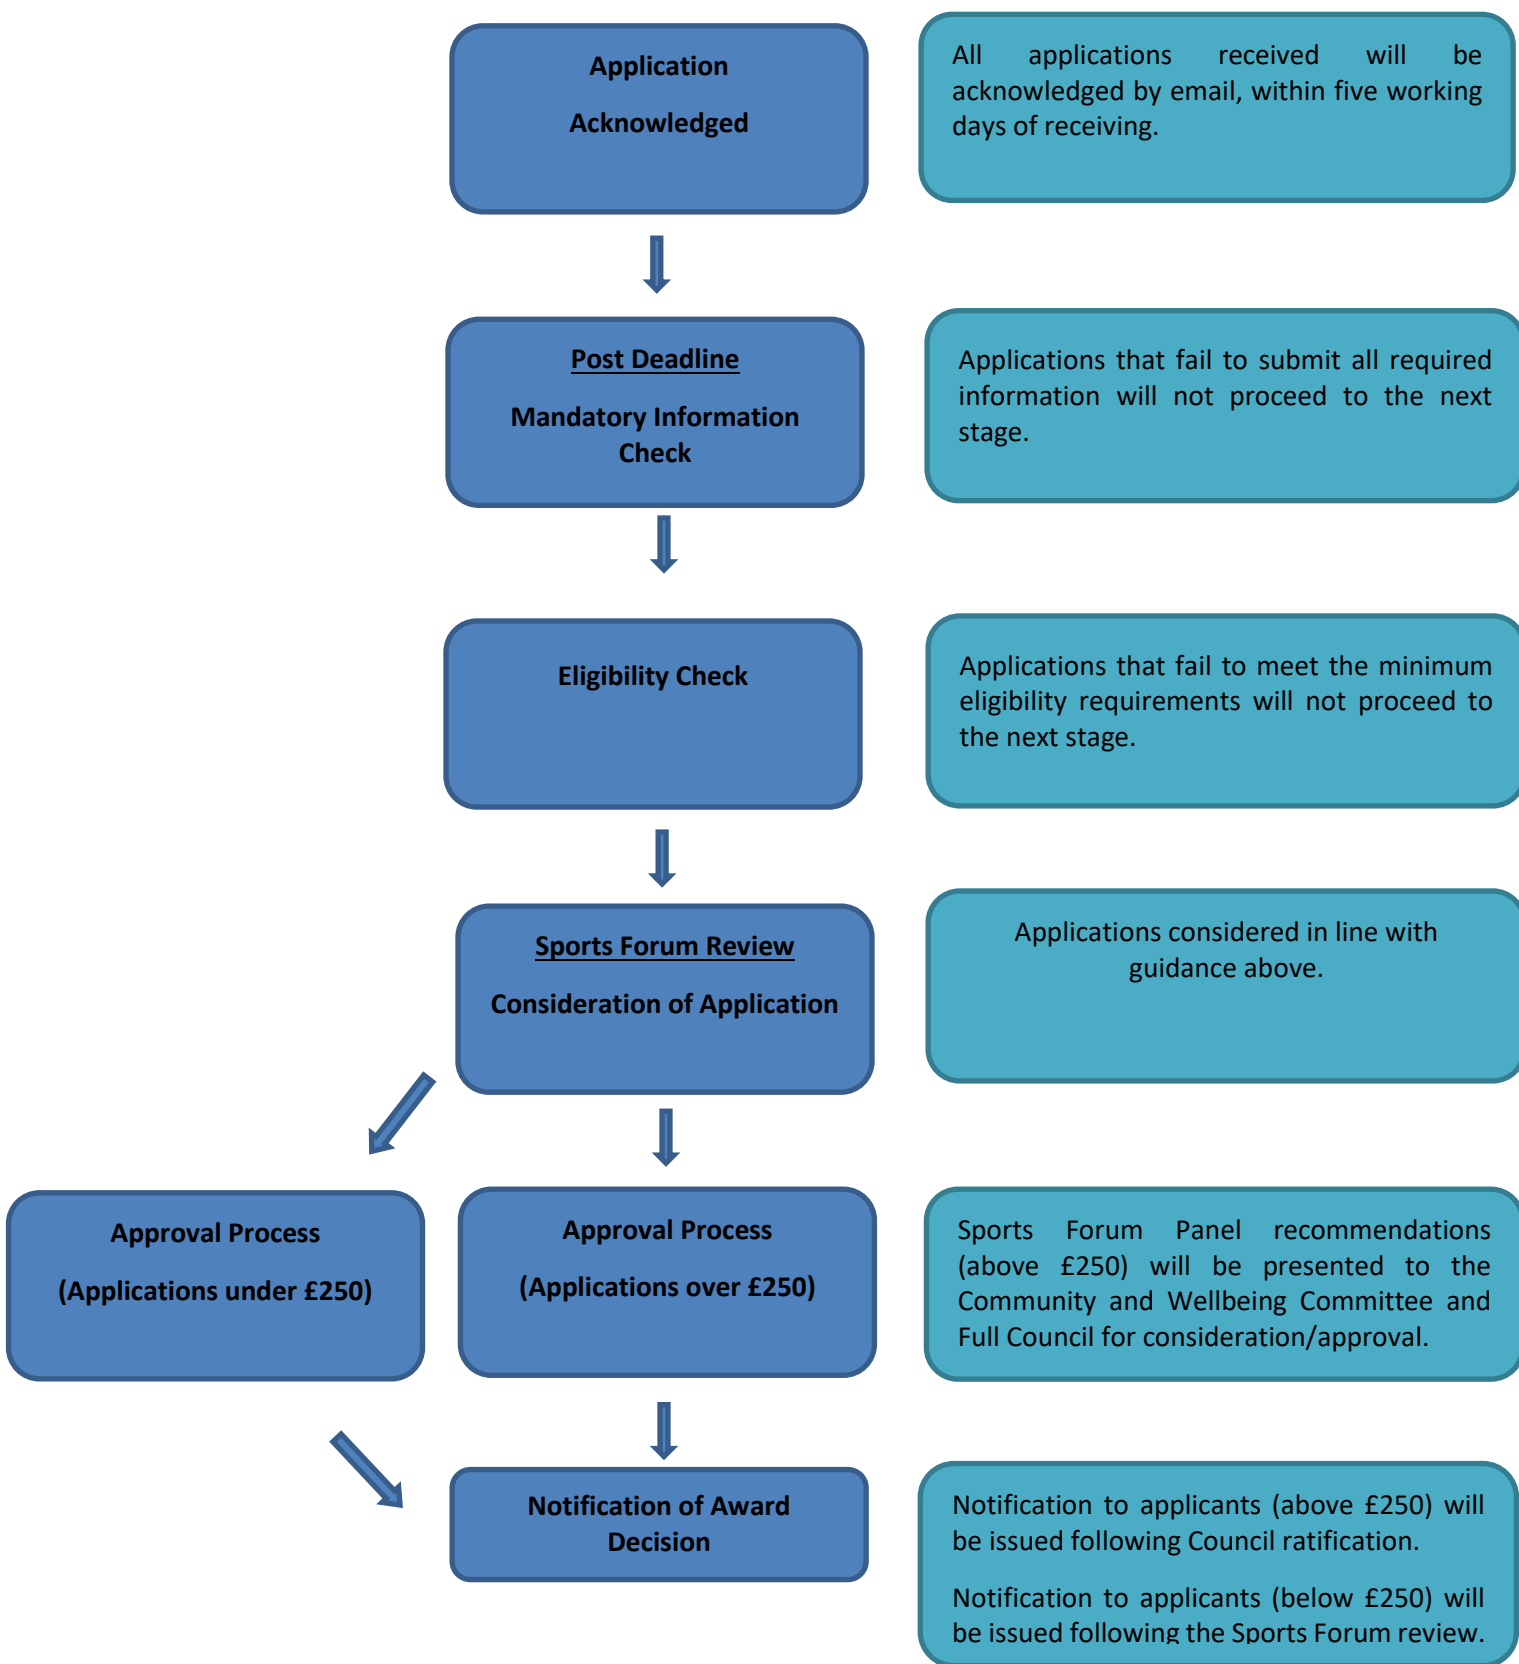 Application
Acknowledged
All applications received will be
acknowledged by email, within five working
days of receiving.
Post Deadline
Mandatory Information
Check
Applications that fail to submit all required
information will not proceed to the next
stage.
Eligibility Check
Applications that fail to meet the minimum
eligibility requirements will not proceed to
the next stage.
Sports Forum Review
Consideration of Application
Applications considered in line with
guidance above.
Approval Process
(Applications under £250)
Approval Process
(Applications over £250)
Sports Forum Panel recommendations
(above £250) will be presented to the
Community and Wellbeing Committee and
Full Council for consideration/approval.
Notification of Award
Decision
Notification to applicants (above £250) will
be issued following Council ratification.
Notification to applicants (below £250) will
be issued following the Sports Forum review.